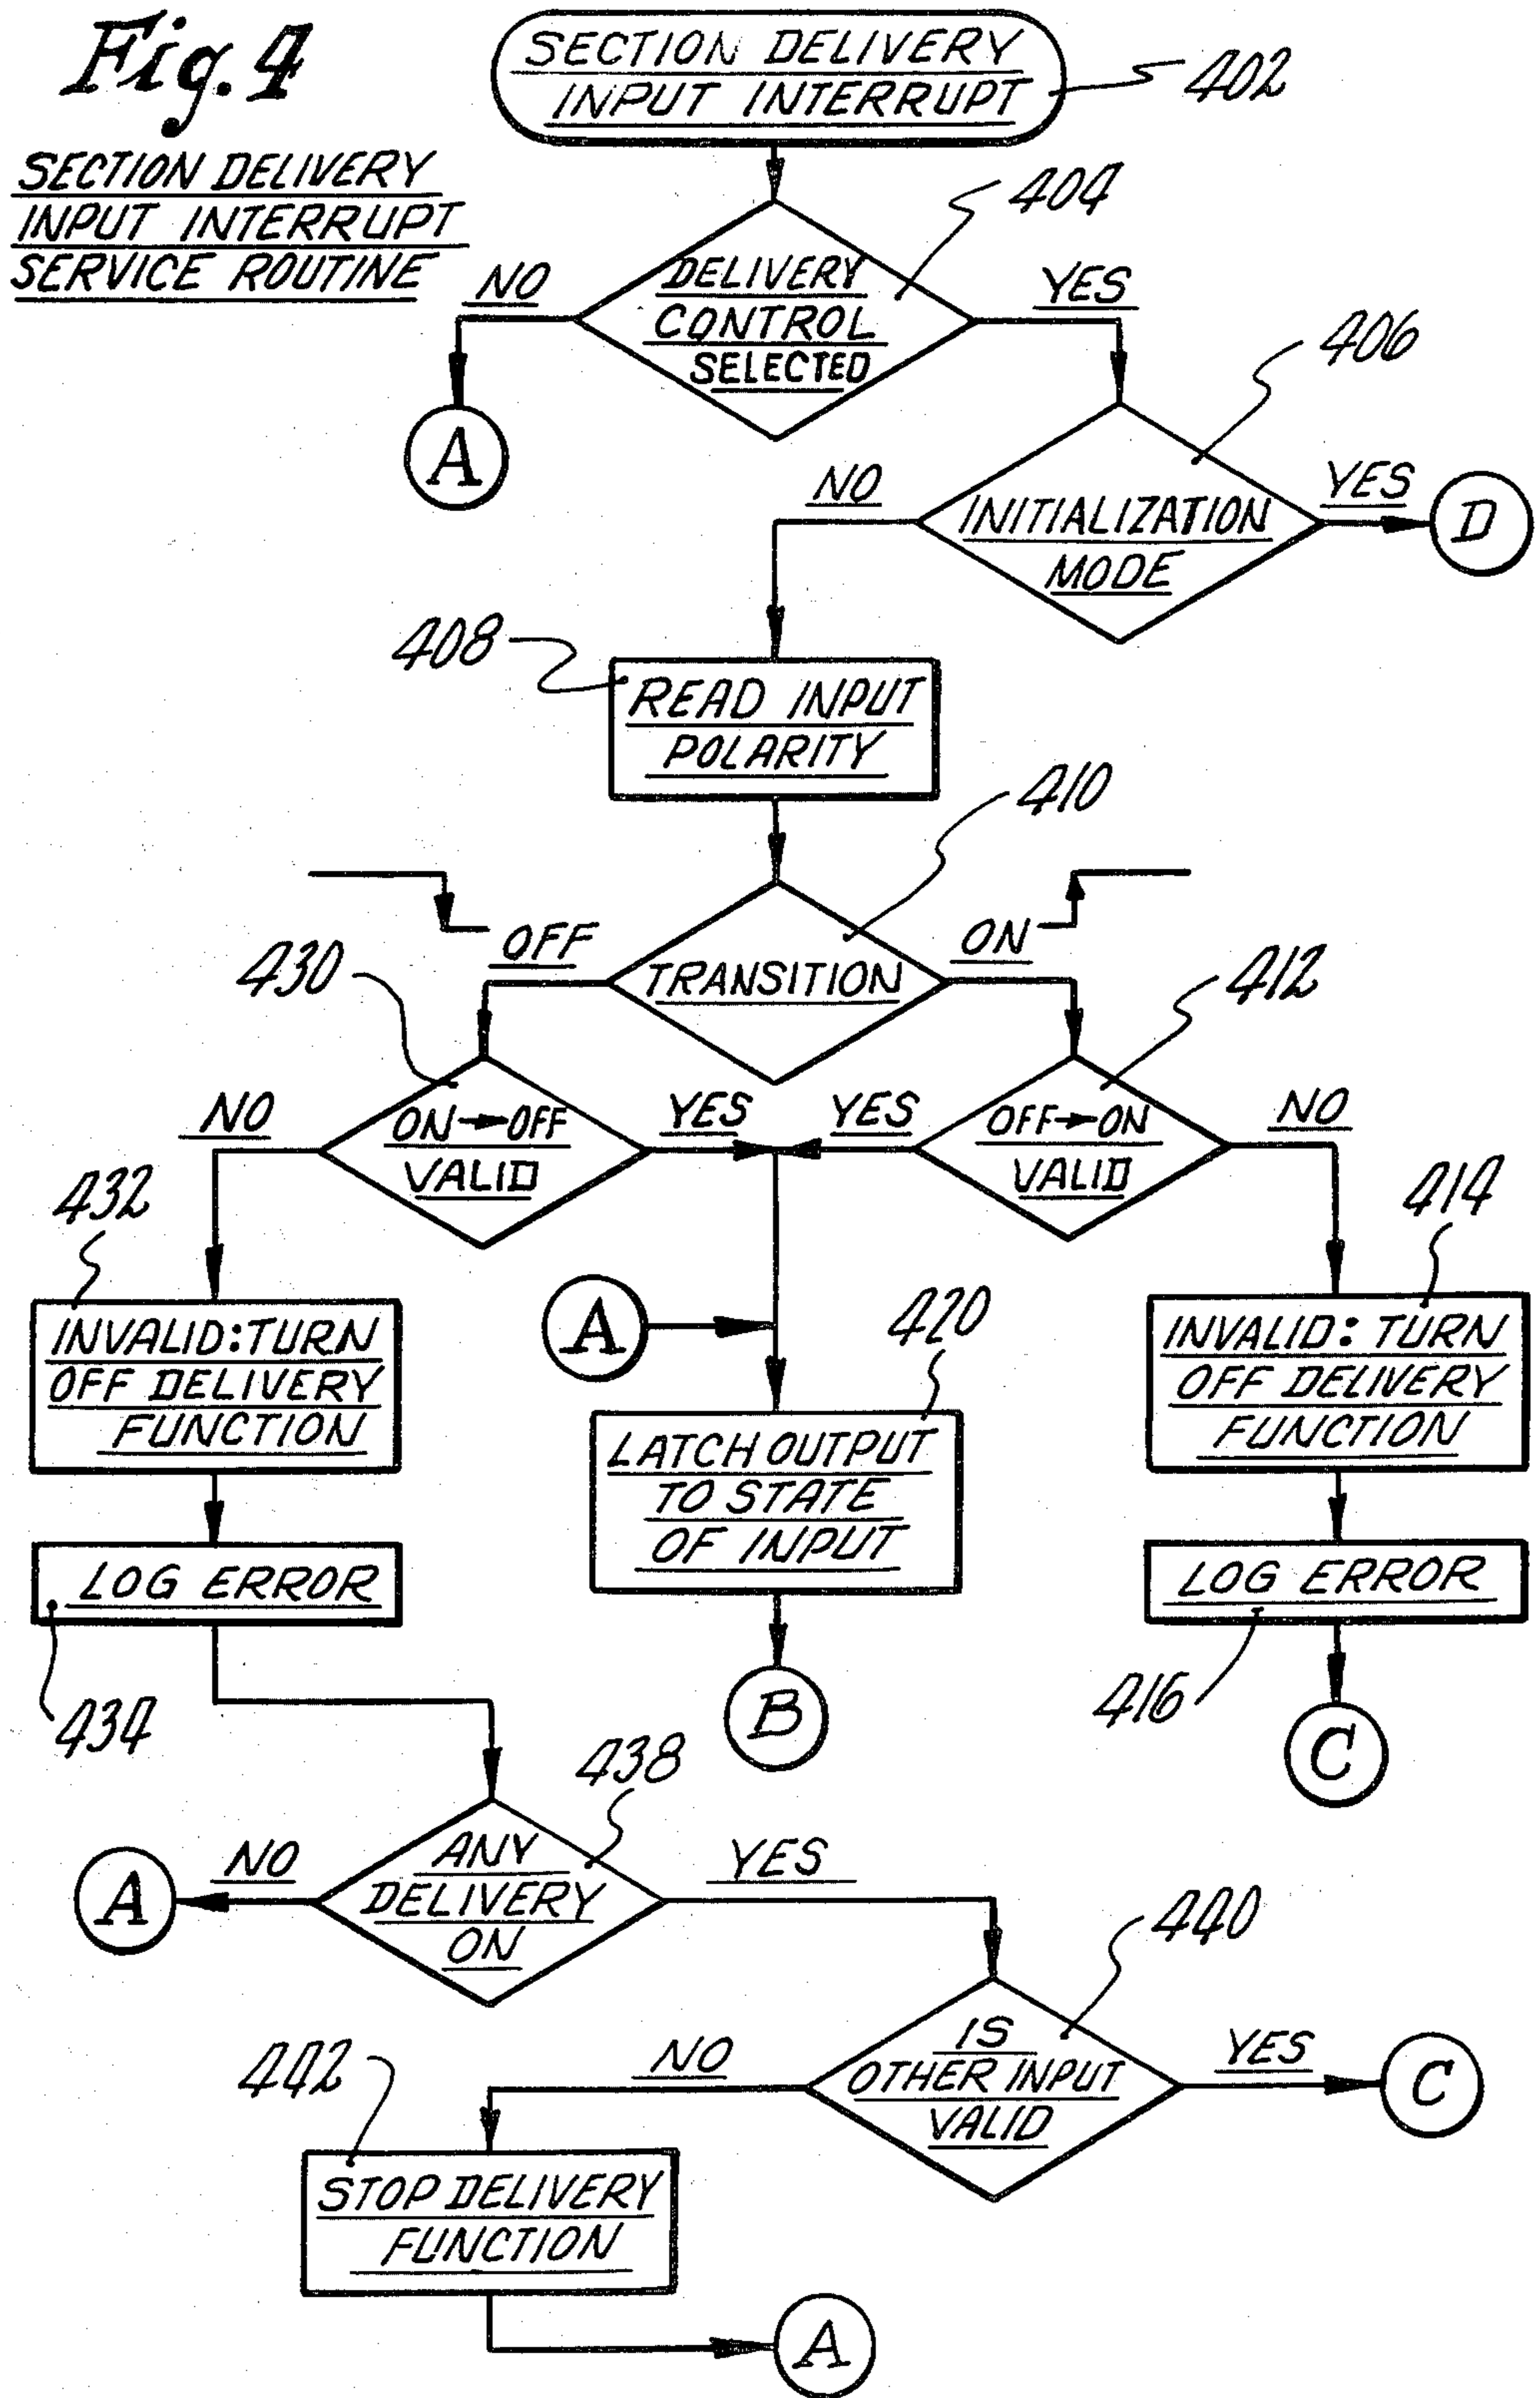 Fig. 4
SECTION DELIVERY
INPUT INTERRUPT
SERVICE ROUTINE
SECTION DELIVERY
INPUT INTERRUPT
402
404
NO
DELIVERY
CONTROL
SELECTED
YES
A
406
NO
INITIALIZATION
MODE
YES
D
408
READ INPUT
POLARITY
410
OFF
TRANSITION
ON
430
412
NO
ON→OFF
VALID
YES
YES
OFF→ON
VALID
NO
432
414
INVALID:TURN
OFF DELIVERY
FUNCTION
A
420
INVALID: TURN
OFF DELIVERY
FUNCTION
LATCH OUTPUT
TO STATE
OF INPUT
LOG ERROR
LOG ERROR
434
B
416
C
438
A
NO
ANY
DELIVERY
ON
YES
440
442
NO
IS
OTHER INPUT
VALID
YES
C
STOP DELIVERY
FUNCTION
A